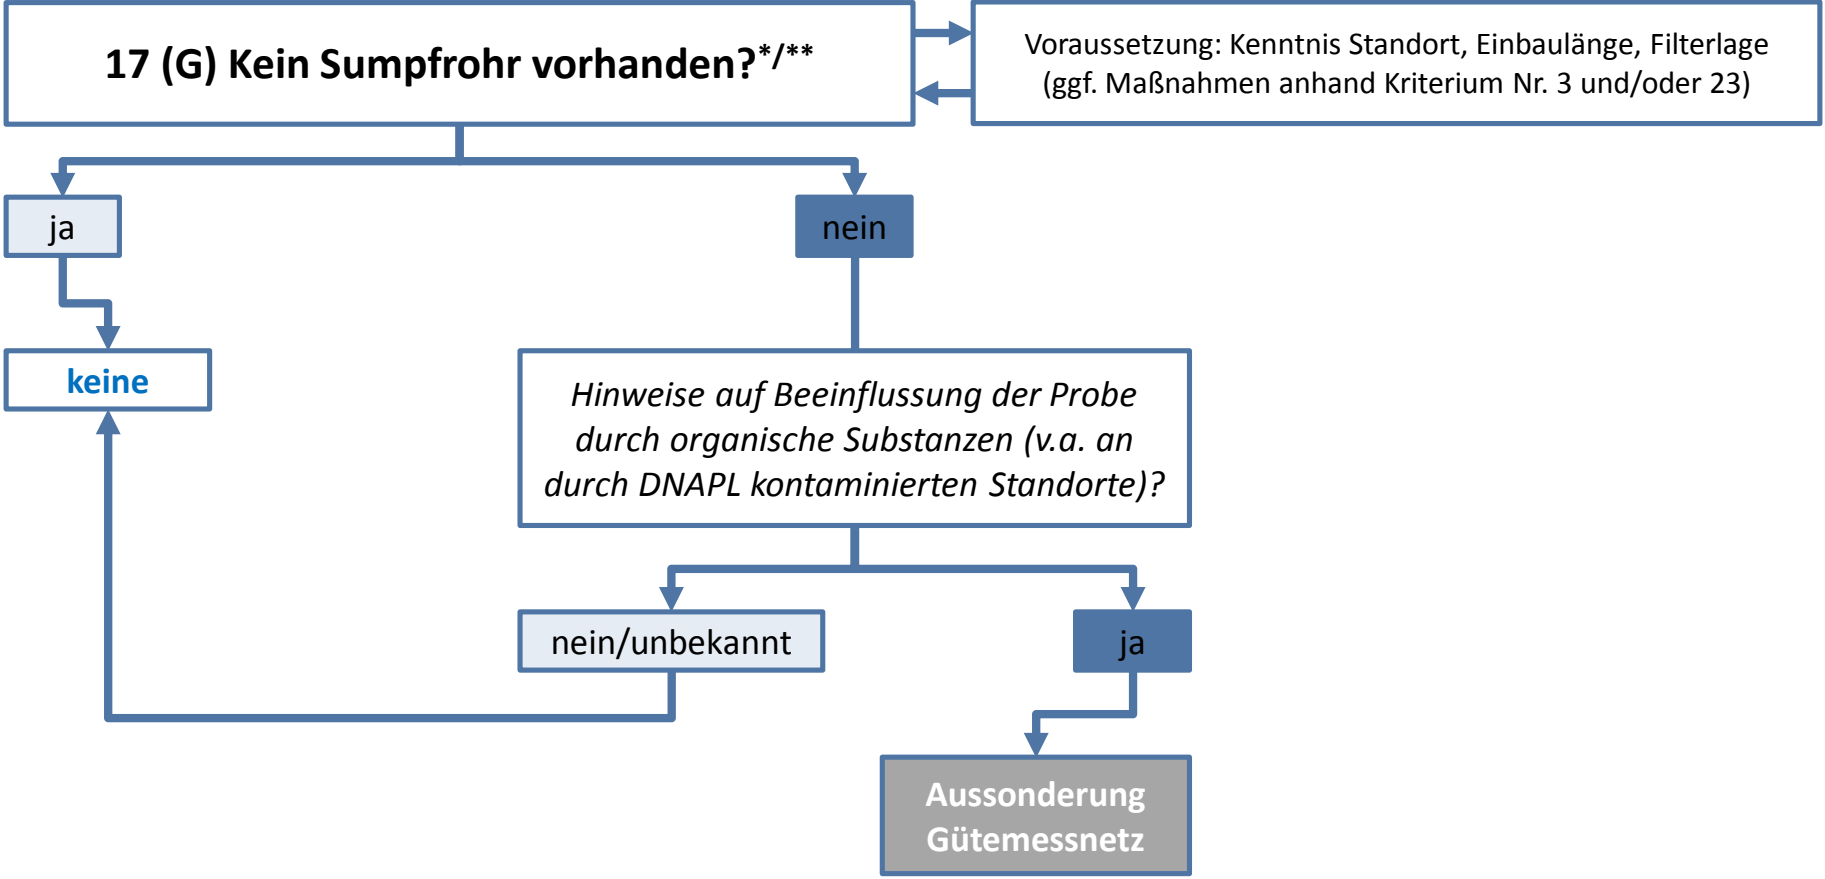 17 (G) Kein Sumpfrohr vorhanden?*/**
Voraussetzung: Kenntnis Standort, Einbaulänge, Filterlage
(ggf. Maßnahmen anhand Kriterium Nr. 3 und/oder 23)
ja
nein
keine
Hinweise auf Beeinflussung der Probe
durch organische Substanzen (v.a. an
durch DNAPL kontaminierten Standorte)?
nein/unbekannt
ja
Aussonderung
Gütemessnetz